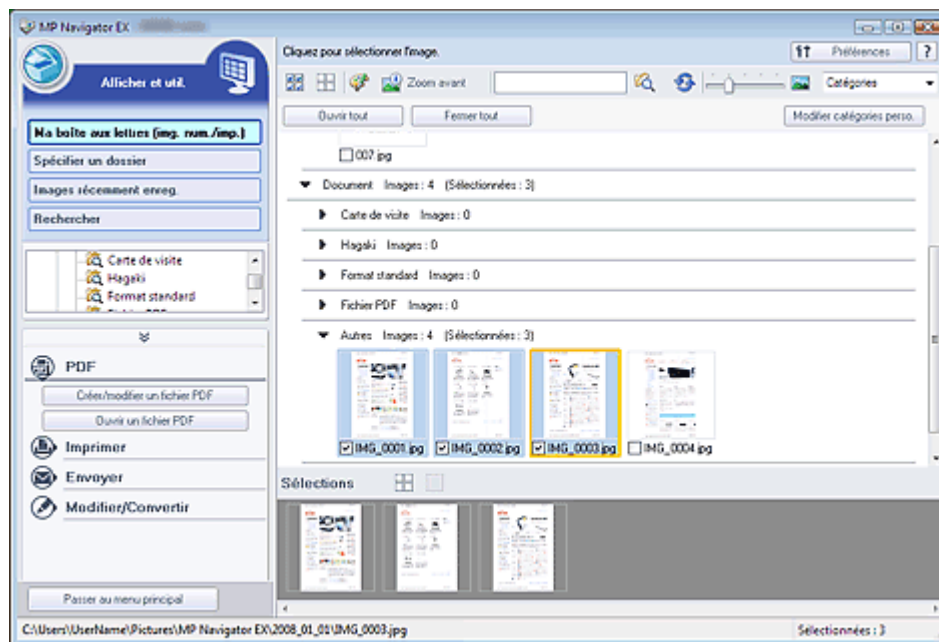 MP Navigator EX
Afficher et util.
Ma boîte aux lettres (img. num./imp.)
Spécifier un dossier
Images récemment enreg.
Rechercher
Carte de visite
Hagaki
Format standard
PDF
Créer/modifier un fichier PDF
Ouvrir un fichier PDF
Imprimer
Envoyer
Modifier/Convertir
Passer au menu principal
Cliquez pour sélectionner l'image.
Préférences
?
Zoom avant
Catégories
Ouvrir tout
Fermer tout
Modifier catégories perso.
007.jpg
Document Images : 4 (Sélectionnées : 3)
Carte de visite Images : 0
Hagaki Images : 0
Format standard Images : 0
Fichier PDF Images : 0
Autres Images : 4 (Sélectionnées : 3)
IMG_0001.jpg
IMG_0002.jpg
IMG_0003.jpg
IMG_0004.jpg
Sélections
C:\Users\UserName\Pictures\MP Navigator EX\2008_01_01\IMG_0003.jpg
Sélectionnées : 3